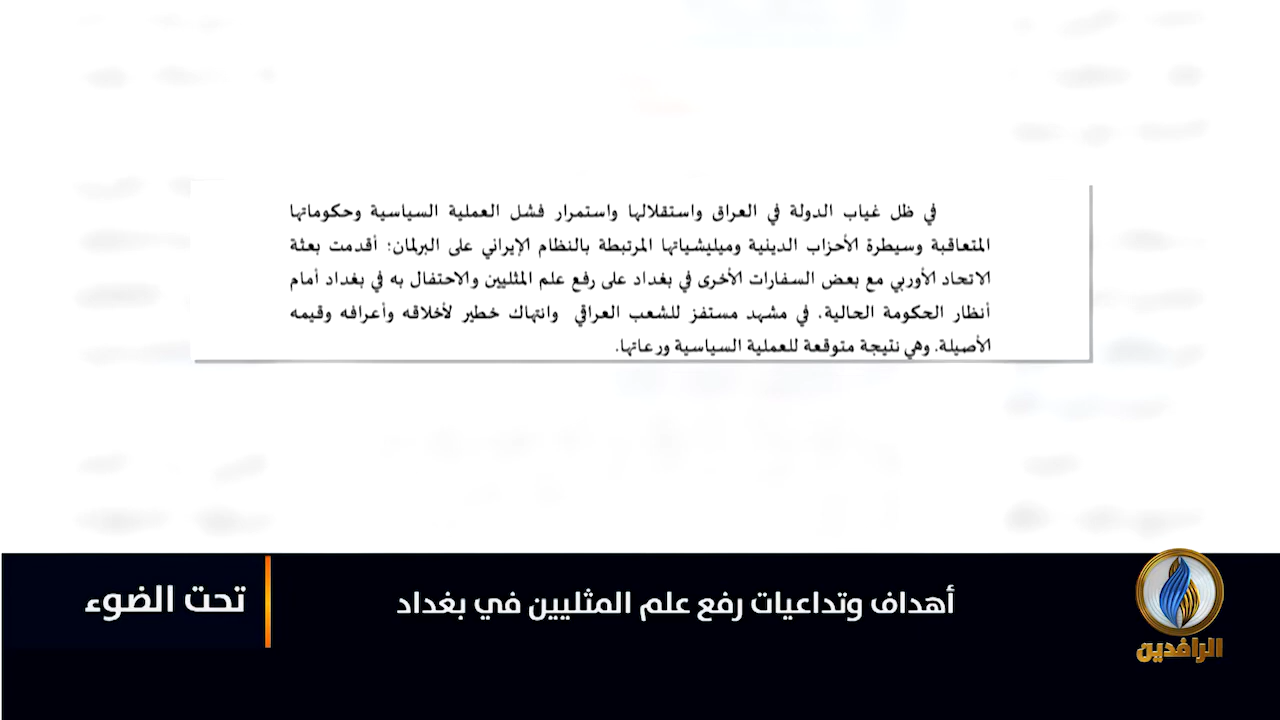 في ظل غياب الدولة في العراق واستقلالها واستمرار فشل العملية السياسية وحكوماتها
المتعاقبة وسيطرة الأحزاب الدينية وميليشياتها المرتبطة بالنظام الإيراني على البرلمان؛ أقدمت بعثة
الاتحاد الأوربي مع بعض السفارات الأخرى في بغداد على رفع علم المثليين والاحتفال به في بغداد أمام
أنظار الحكومة الحالية. في مشهد مستفز للشعب العراقي وانتهاك خطير لأخلاقه وأعرافه وقيمه
الأصيلة. وهي نتيجة متوقعة للعملية السياسية ورعاتها.
أهداف وتداعيات رفع علم المثليين في بغداد
تحت الضوء
الرافدين